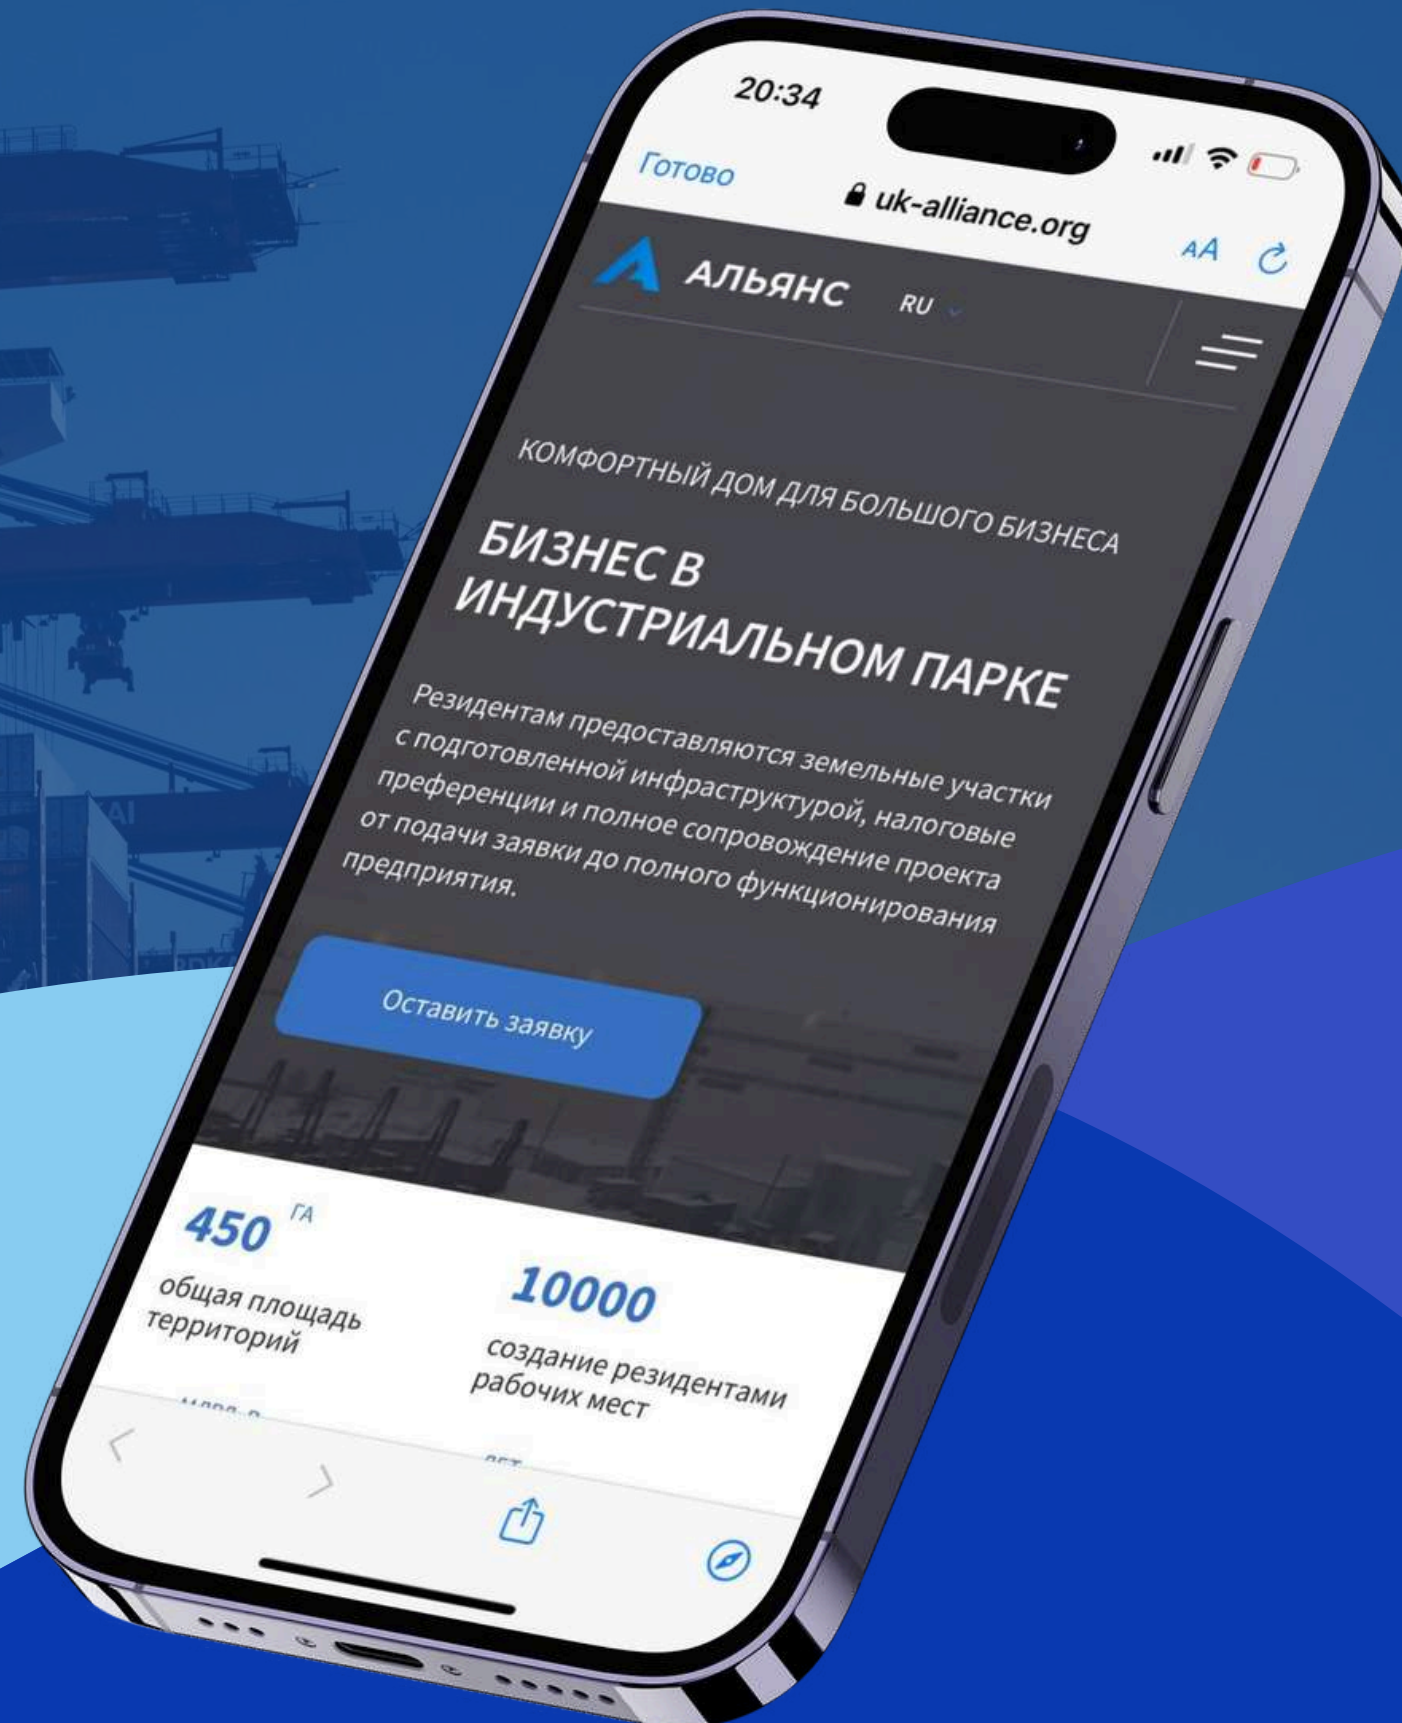 20:34
Готово
uk-alliance.org
AA
АЛЬЯНС
RU
КОМФОРТНЫЙ ДОМ ДЛЯ БОЛЬШОГО БИЗНЕСА
БИЗНЕС В
ИНДУСТРИАЛЬНОМ ПАРКЕ
Резидентам предоставляются земельные участки
с подготовленной инфраструктурой, налоговые
преференции и полное сопровождение проекта
от подачи заявки до полного функционирования
предприятия.
Оставить заявку
450 ГА
общая площадь
территорий
10000
создание резидентами
рабочих мест